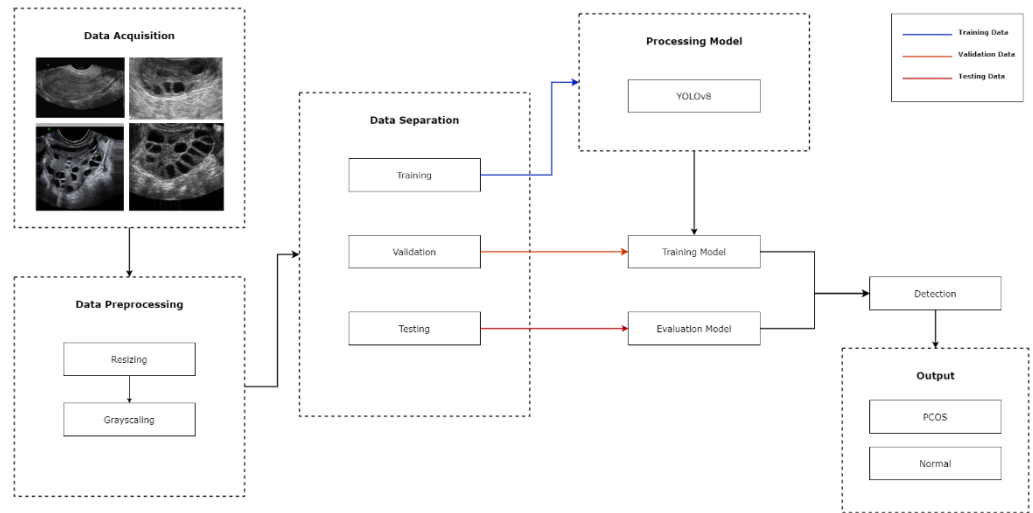 Data Acquisition
Data Preprocessing
Resizing
Grayscaling
Data Separation
Training
Validation
Testing
Processing Model
YOLOv8
Training Model
Evaluation Model
Detection
Output
PCOS
Normal
Training Data
Validation Data
Testing Data